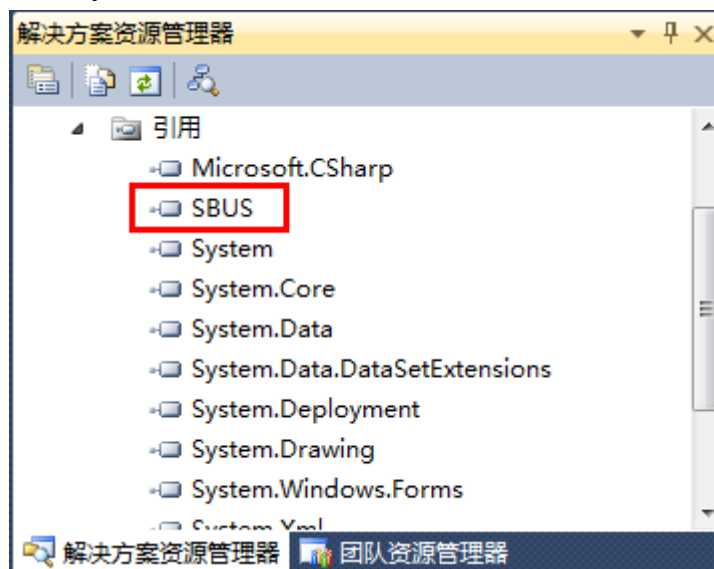 解决方案资源管理器
引用
Microsoft.CSharp
SBUS
System
System.Core
System.Data
System.Data.DataSetExtensions
System.Deployment
System.Drawing
System.Windows.Forms
System.Xml
解决方案资源管理器 团队资源管理器